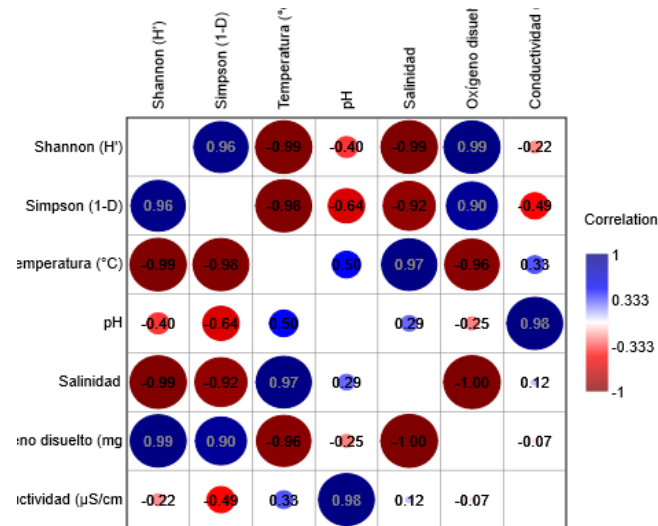 Shannon (H') Simpson (1-D) Temperatura (° pH Salinidad Oxígeno disuel Conductividad (
Shannon (H') 0.96 -0.99 -0.40 -0.99 0.99 -0.22
Simpson (1-D) 0.96 -0.98 -0.64 -0.92 0.90 -0.49
emperatura (°C) -0.99 -0.98 0.50 0.97 -0.96 0.33
pH -0.40 -0.64 0.50 0.29 -0.25 0.98
Salinidad -0.99 -0.92 0.97 0.29 -1.00 0.12
eno disuelto (mg 0.99 0.90 -0.96 -0.25 -1.00 -0.07
ctividad (µS/cm -0.22 -0.49 0.33 0.98 0.12 -0.07
Correlation
1
0.333
-0.333
-1